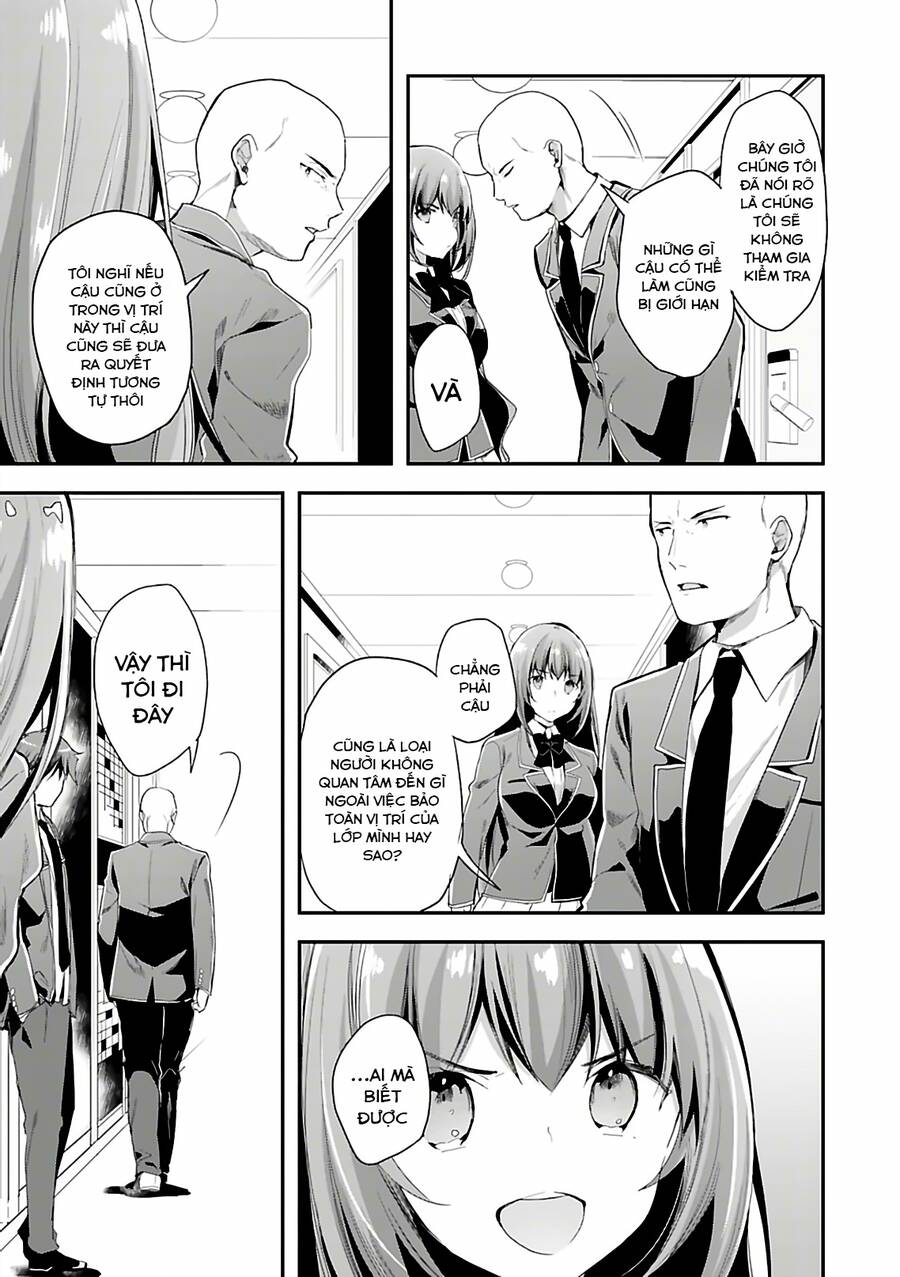 BÂY GIỜ
CHÚNG TÔI
ĐÃ NÓI RÕ
LÀ CHÚNG
TÔI SẼ
KHÔNG
THAM GIA
KIỂM TRA
NHỮNG GÌ
CẬU CÓ THỂ
LÀM CŨNG
BỊ GIỚI HẠN
VÀ
TÔI NGHĨ NẾU
CẬU CŨNG Ở
TRONG VỊ TRÍ
NÀY THÌ CẬU
CŨNG SẼ ĐƯA
RA QUYẾT
ĐỊNH TƯƠNG
TỰ THÔI
CHẲNG
PHẢI
CẬU
CŨNG LÀ LOẠI
NGƯỜI KHÔNG
QUAN TÂM ĐẾN GÌ
NGOÀI VIỆC BẢO
TOÀN VỊ TRÍ CỦA
LỚP MÌNH HAY
SAO?
VẬY THÌ
TÔI ĐI
ĐÂY
...AI MÀ
BIẾT
ĐƯỢC